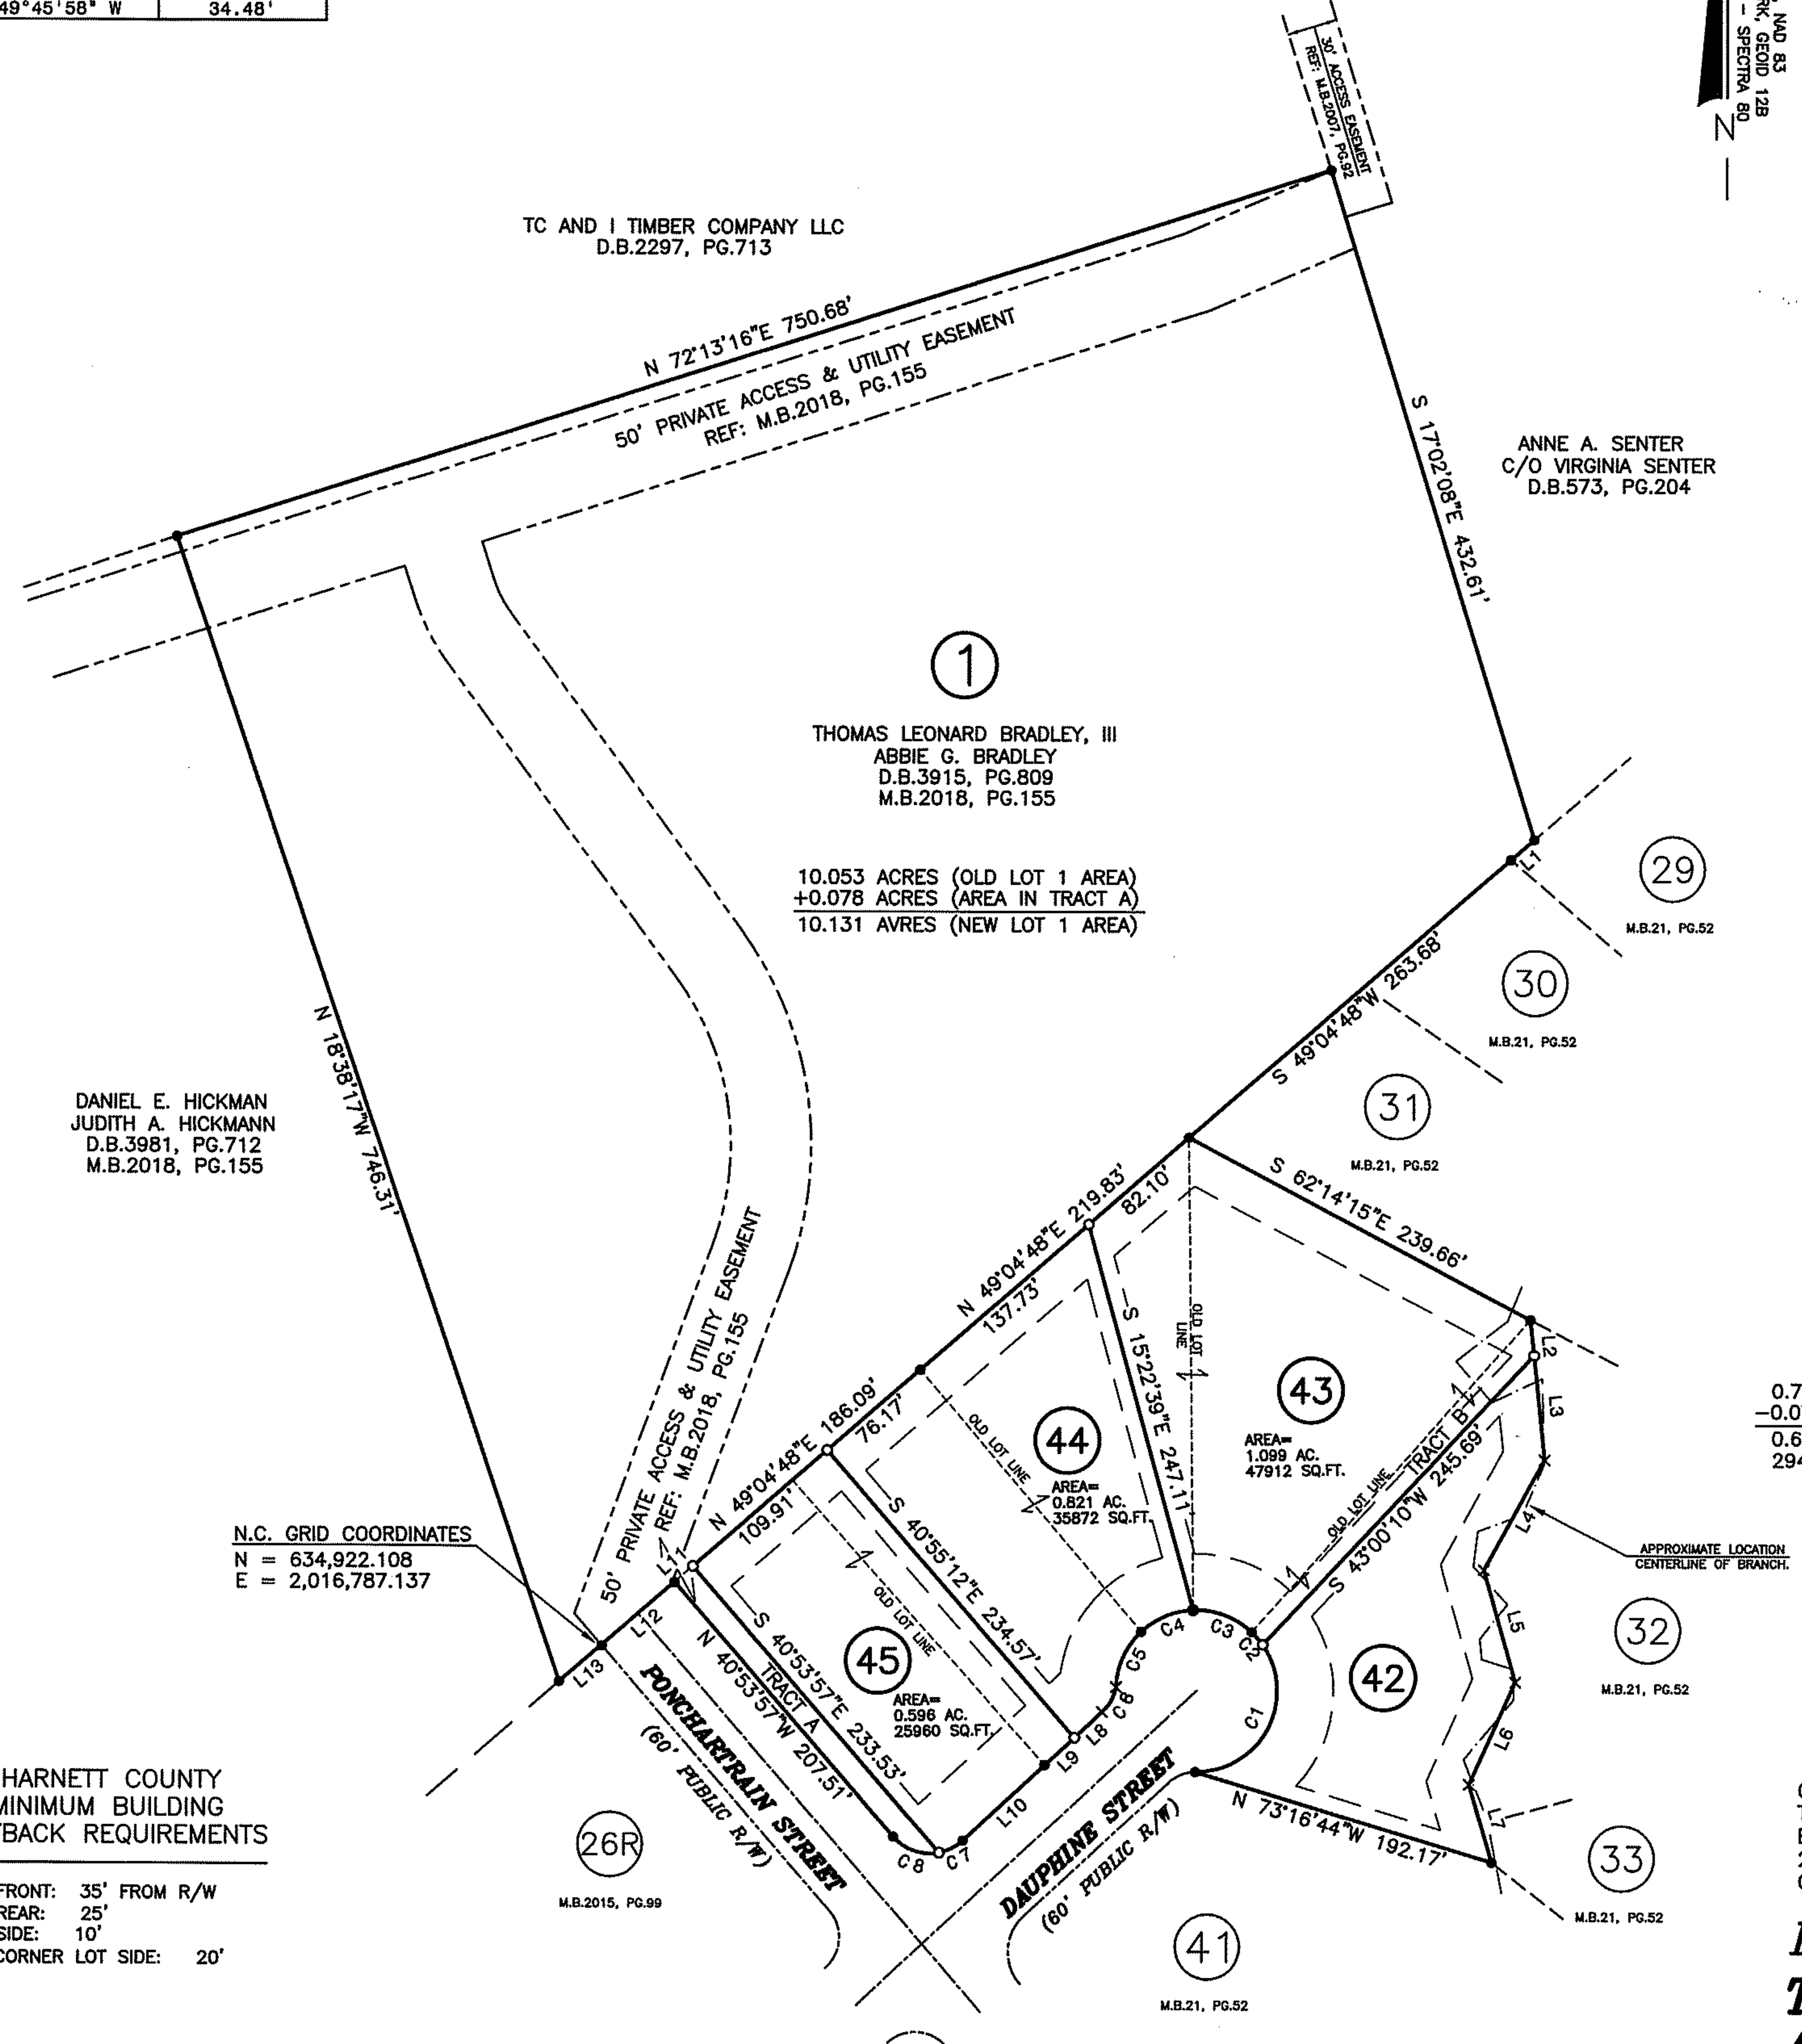 49°45'58" W 34.48'
NAD 83
GEOID 12B
- SPECTRA 80
N
30' ACCESS EASEMENT
REF: M.B.2007, PG.92
TC AND I TIMBER COMPANY LLC
D.B.2297, PG.713
N 72°13'16"E 750.68'
50' PRIVATE ACCESS & UTILITY EASEMENT
REF: M.B.2018, PG.155
S 17°02'08"E 432.61'
ANNE A. SENTER
C/O VIRGINIA SENTER
D.B.573, PG.204
1
THOMAS LEONARD BRADLEY, III
ABBIE G. BRADLEY
D.B.3915, PG.809
M.B.2018, PG.155
10.053 ACRES (OLD LOT 1 AREA)
+0.078 ACRES (AREA IN TRACT A)
10.131 AVRES (NEW LOT 1 AREA)
L1
29
M.B.21, PG.52
S 49°04'48"W 263.68'
30
M.B.21, PG.52
31
M.B.21, PG.52
N 18°38'17"W 746.31'
DANIEL E. HICKMAN
JUDITH A. HICKMANN
D.B.3981, PG.712
M.B.2018, PG.155
50' PRIVATE ACCESS & UTILITY EASEMENT
REF: M.B.2018, PG.155
S 62°14'15"E 239.66'
N 49°04'48"E 219.83'
82.10'
137.73'
S 15°22'39"E 247.11'
OLD LOT
LINE
43
AREA=
1.099 AC.
47912 SQ.FT.
L2
L3
OLD LOT LINE
TRACT B
S 43°00'10"W 245.69'
44
AREA=
0.821 AC.
35872 SQ.FT.
OLD LOT LINE
N 49°04'48"E 186.09'
76.17'
109.91'
S 40°55'12"E 234.57'
OLD LOT LINE
L4
APPROXIMATE LOCATION
CENTERLINE OF BRANCH.
N.C. GRID COORDINATES
N = 634,922.108
E = 2,016,787.137
L11
L12
L13
45
AREA=
0.596 AC.
25960 SQ.FT.
S 40°53'57"E 233.53'
TRACT A
N 40°53'57"W 207.51'
C4
C3
C2
C5
C6
C1
L8
L9
L10
C7
C8
42
L5
L6
L7
32
M.B.21, PG.52
N 73°16'44"W 192.17'
33
M.B.21, PG.52
PONCHARTRAIN STREET
(60' PUBLIC R/W)
DAUPHINE STREET
(60' PUBLIC R/W)
26R
M.B.2015, PG.99
41
M.B.21, PG.52
HARNETT COUNTY
MINIMUM BUILDING
BACK REQUIREMENTS
FRONT: 35' FROM R/W
REAR: 25'
SIDE: 10'
CORNER LOT SIDE: 20'